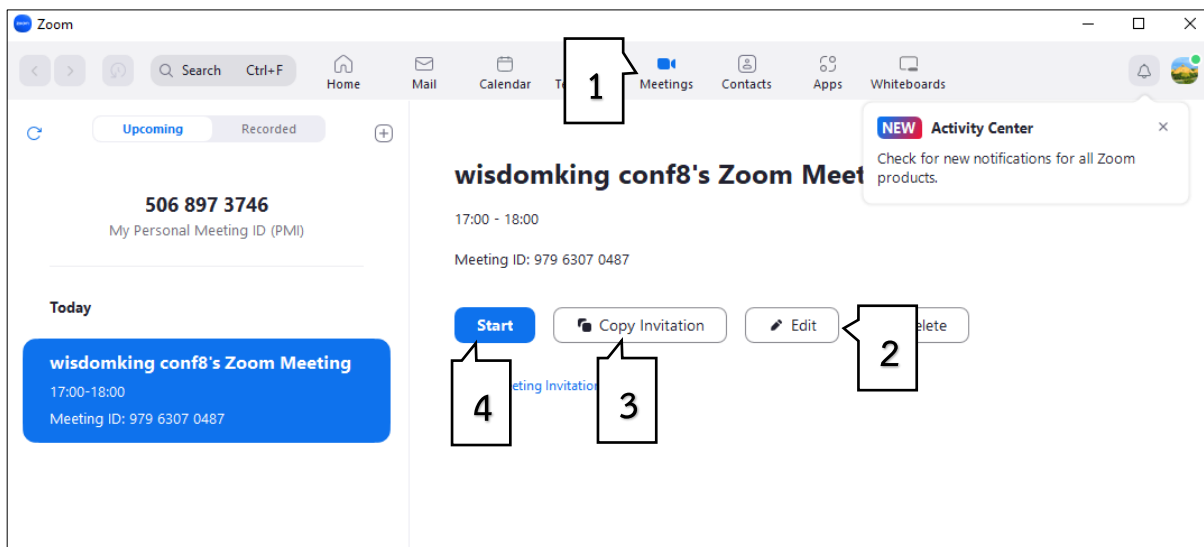 Zoom
Search Ctrl+F
Home
Mail
Calendar
1
Meetings
Contacts
Apps
Whiteboards
Upcoming
Recorded
NEW Activity Center
Check for new notifications for all Zoom
products.
506 897 3746
My Personal Meeting ID (PMI)
wisdomking conf8's Zoom Meet
17:00 - 18:00
Meeting ID: 979 6307 0487
Today
Start
Copy Invitation
Edit
2
wisdomking conf8's Zoom Meeting
17:00-18:00
Meeting ID: 979 6307 0487
4
Invitation
3